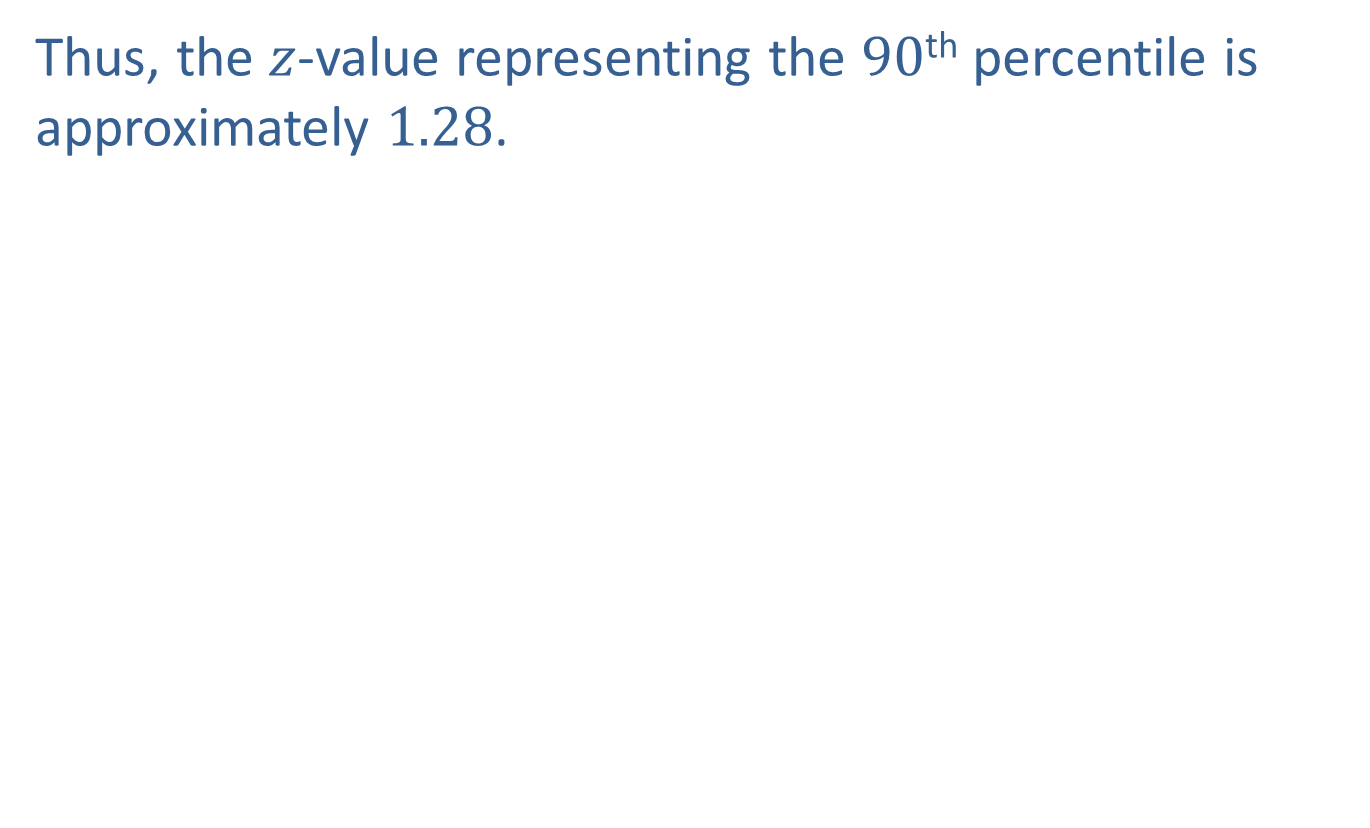 Thus, the z-value representing the 90th percentile is
approximately 1.28.